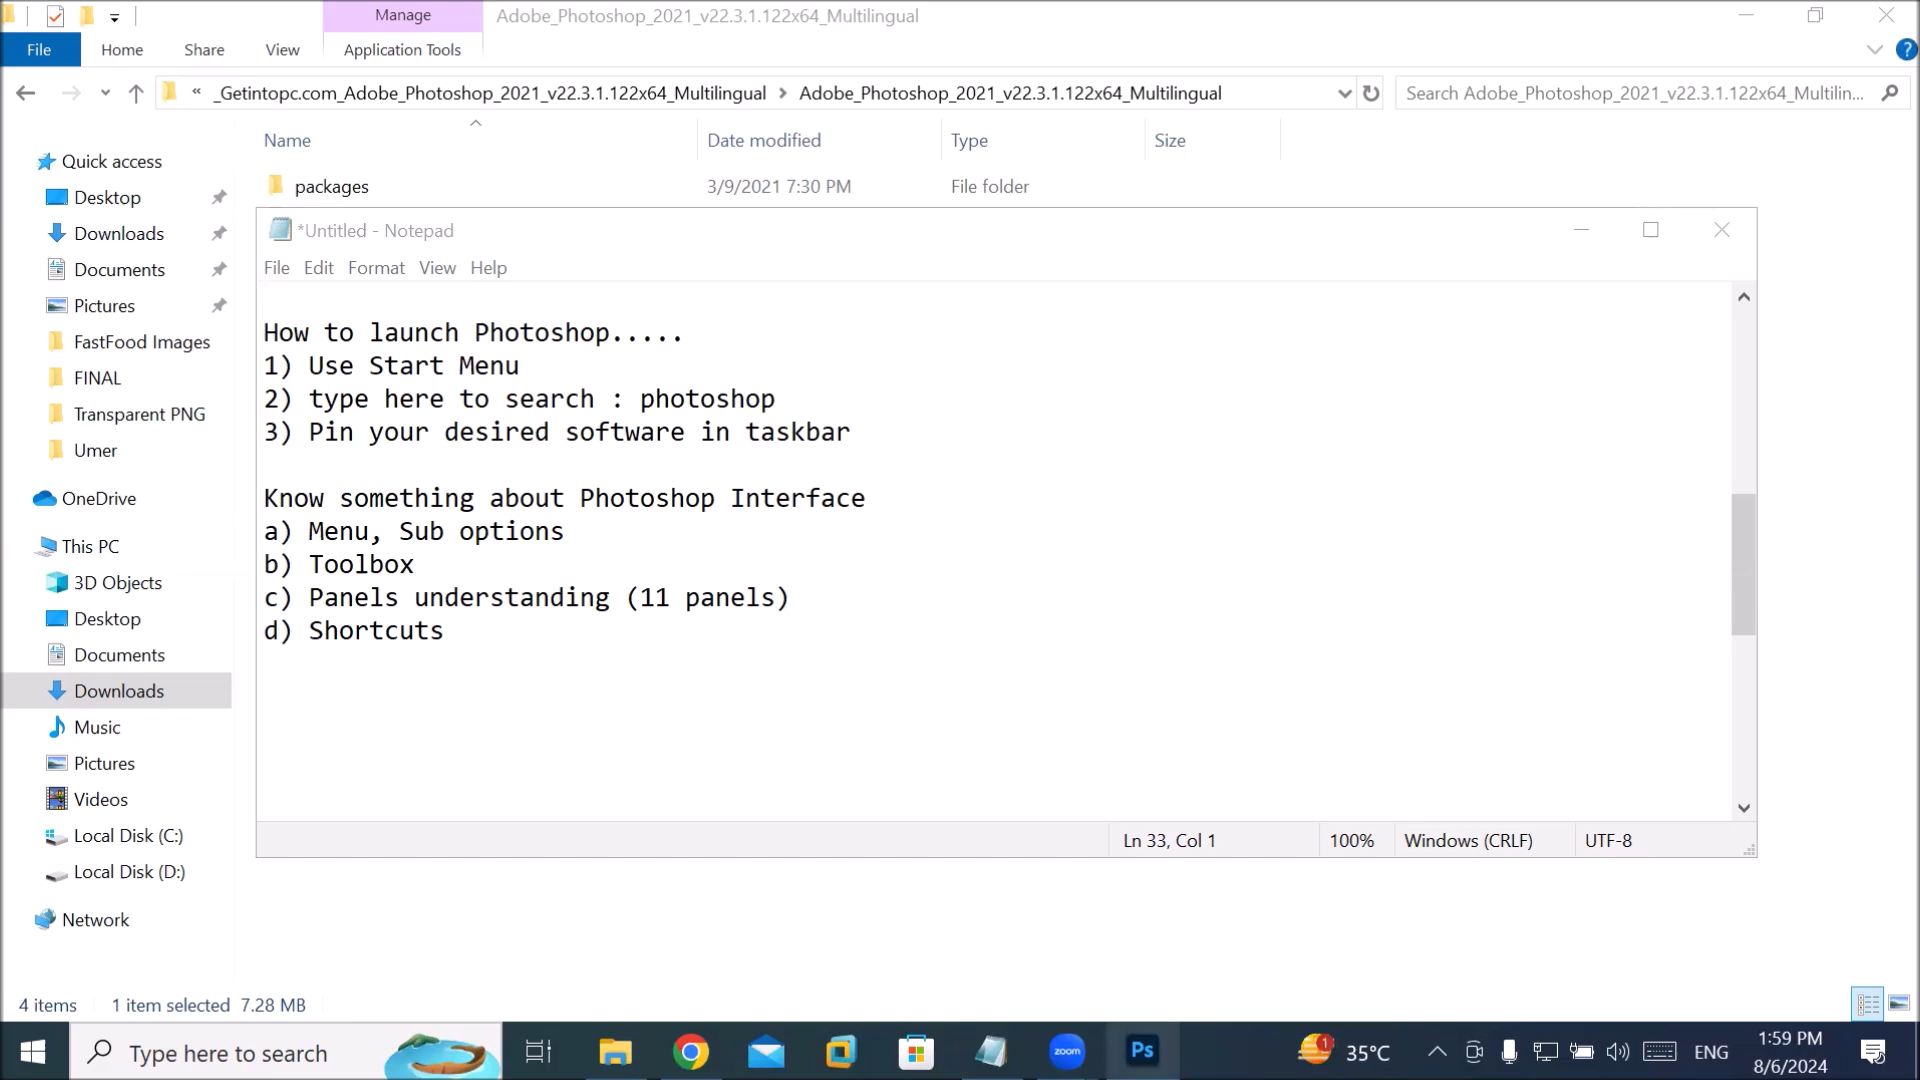 Manage
Adobe_Photoshop_2021_v22.3.1.122x64_Multilingual
File
Home
Share
View
Application Tools
?
« _Getintopc.com_Adobe_Photoshop_2021_v22.3.1.122x64_Multilingual > Adobe_Photoshop_2021_v22.3.1.122x64_Multilingual
Search Adobe_Photoshop_2021_v22.3.1.122x64_Multilin...
Name
Date modified
Type
Size
packages
3/9/2021 7:30 PM
File folder
Quick access
Desktop
Downloads
Documents
Pictures
FastFood Images
FINAL
Transparent PNG
Umer
OneDrive
This PC
3D Objects
Desktop
Documents
Downloads
Music
Pictures
Videos
Local Disk (C:)
Local Disk (D:)
Network
*Untitled - Notepad
File
Edit
Format
View
Help
How to launch Photoshop.....
1) Use Start Menu
2) type here to search : photoshop
3) Pin your desired software in taskbar
Know something about Photoshop Interface
a) Menu, Sub options
b) Toolbox
c) Panels understanding (11 panels)
d) Shortcuts
Ln 33, Col 1
100%
Windows (CRLF)
UTF-8
4 items
1 item selected 7.28 MB
Type here to search
zoom
Ps
1
35°C
ENG
1:59 PM
8/6/2024